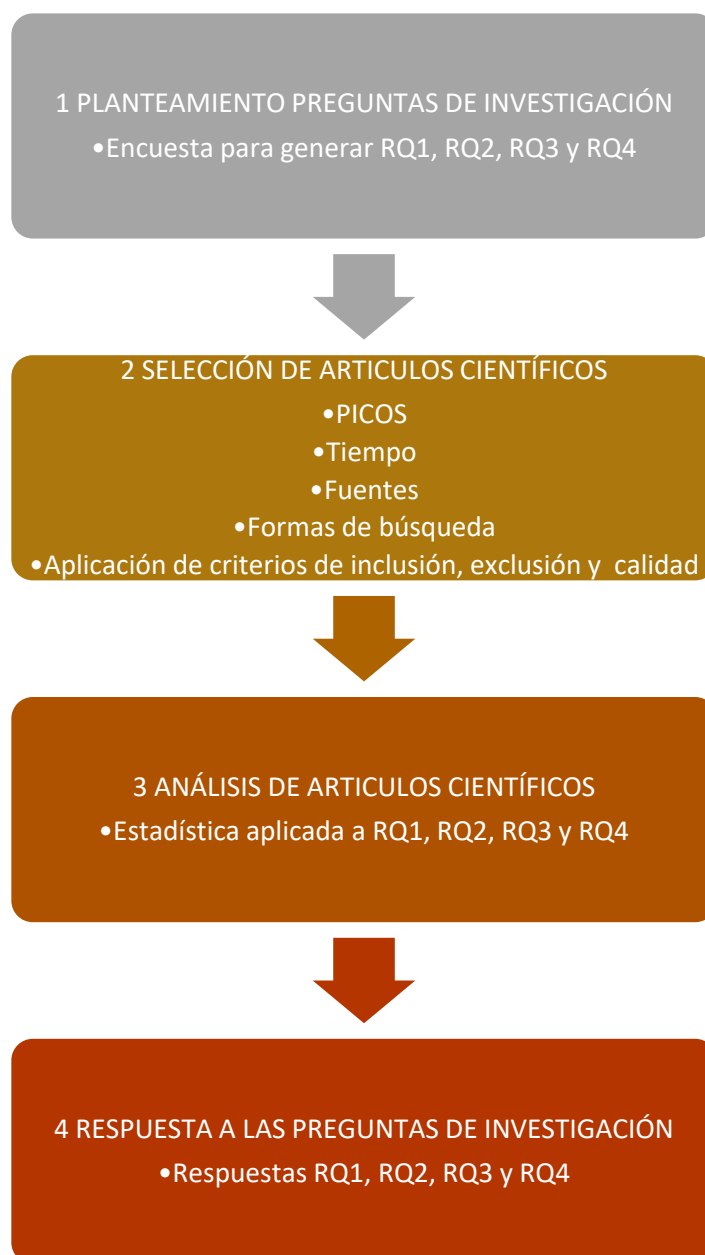 1 PLANTEAMIENTO PREGUNTAS DE INVESTIGACIÓN
•Encuesta para generar RQ1, RQ2, RQ3 y RQ4
2 SELECCIÓN DE ARTICULOS CIENTÍFICOS
•PICOS
•Tiempo
•Fuentes
•Formas de búsqueda
•Aplicación de criterios de inclusión, exclusión y  calidad
3 ANÁLISIS DE ARTICULOS CIENTÍFICOS
•Estadística aplicada a RQ1, RQ2, RQ3 y RQ4
4 RESPUESTA A LAS PREGUNTAS DE INVESTIGACIÓN
•Respuestas RQ1, RQ2, RQ3 y RQ4